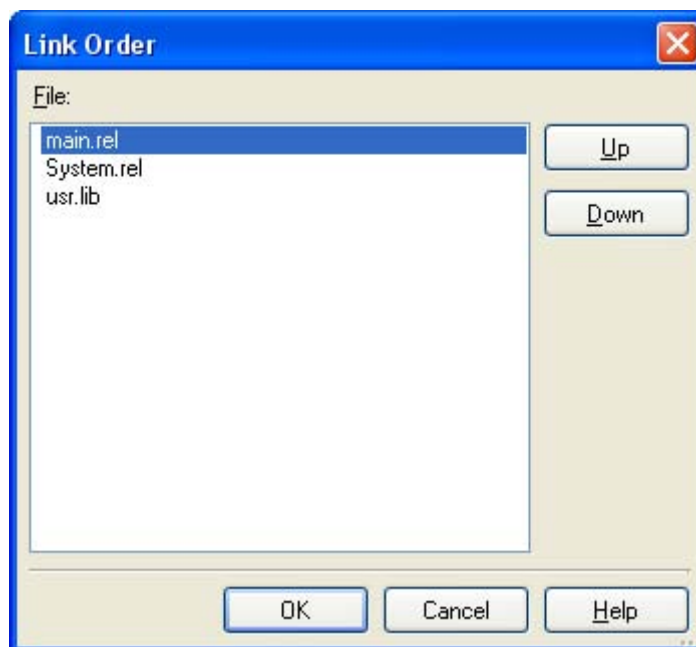 Link Order
File:
main.rel
System.rel
usr.lib
Up
Down
OK
Cancel
Help